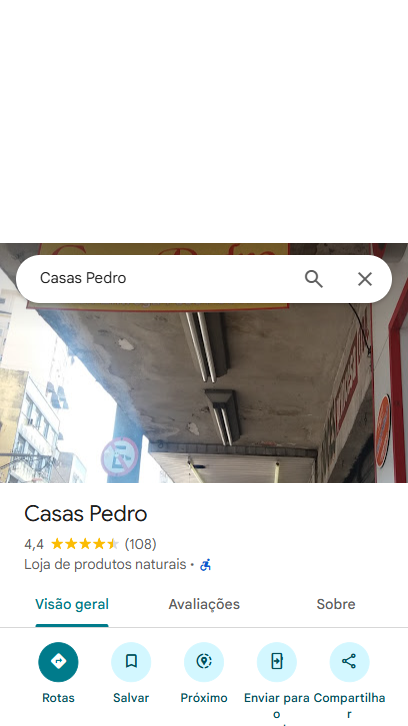 Casas Pedro
Casas Pedro
4,4 (108)
Loja de produtos naturais ·
Visão geral Avaliações Sobre
Rotas Salvar Próximo Enviar para o Compartilhar